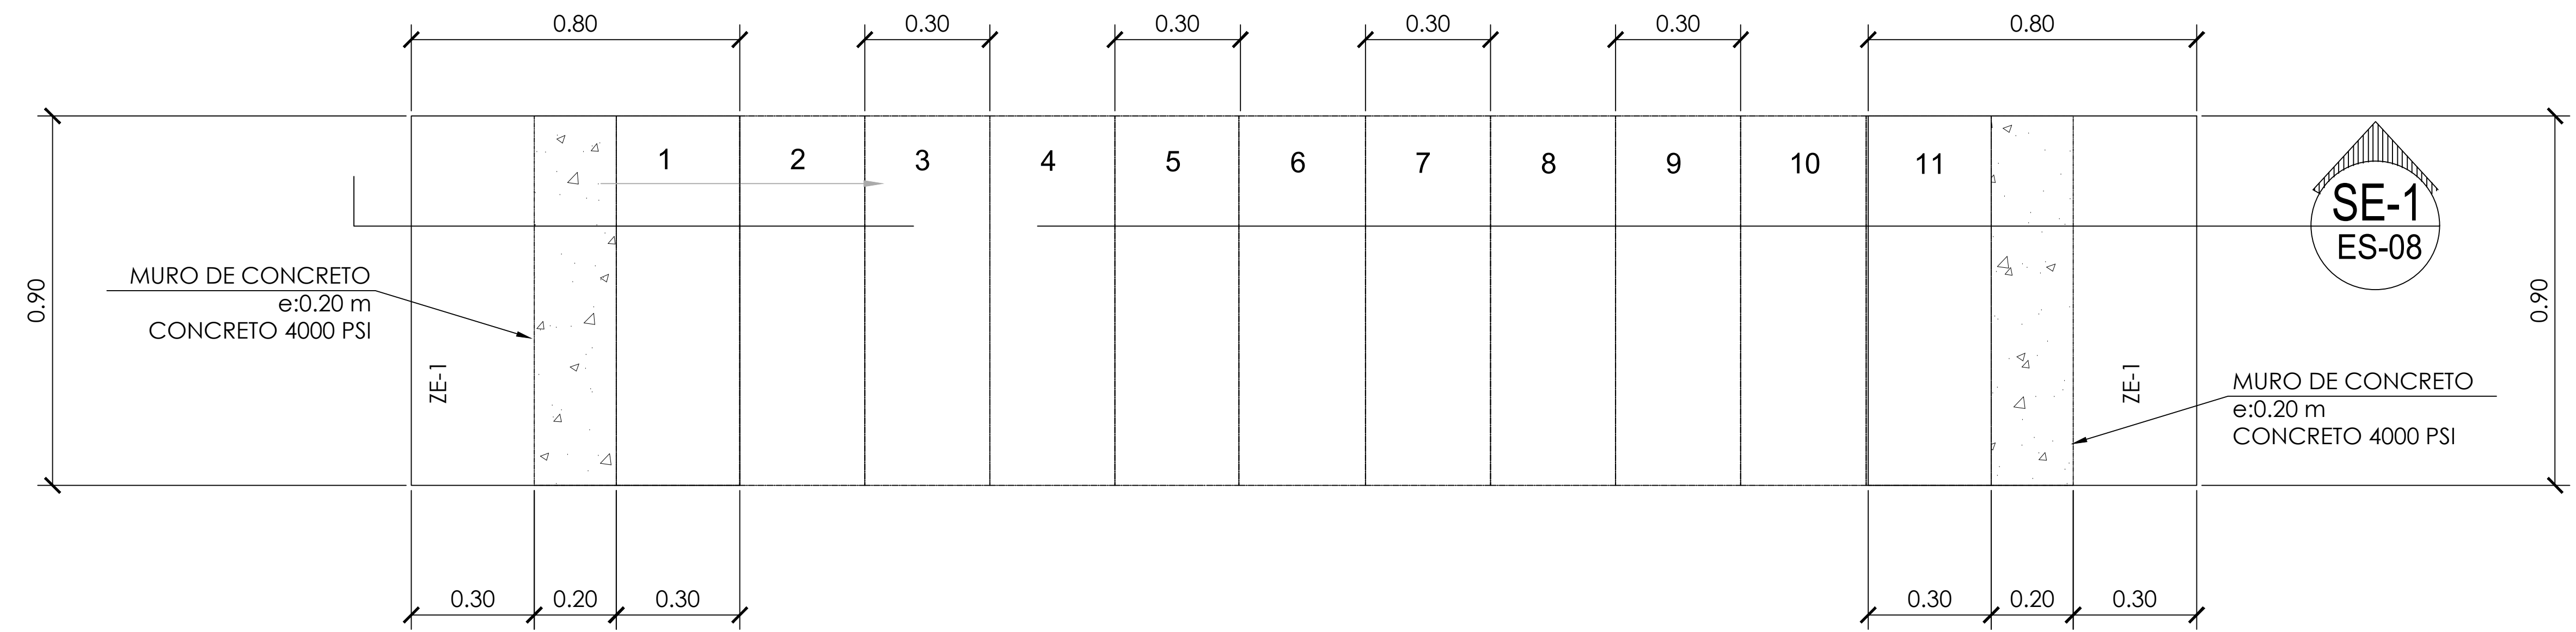 0.80
0.30
0.30
0.30
0.30
0.80
1
2
3
4
5
6
7
8
9
10
11
SE-1
ES-08
MURO DE CONCRETO
e:0.20 m
CONCRETO 4000 PSI
0.90
0.90
ZE-1
ZE-1
MURO DE CONCRETO
e:0.20 m
CONCRETO 4000 PSI
0.30
0.20
0.30
0.30
0.20
0.30